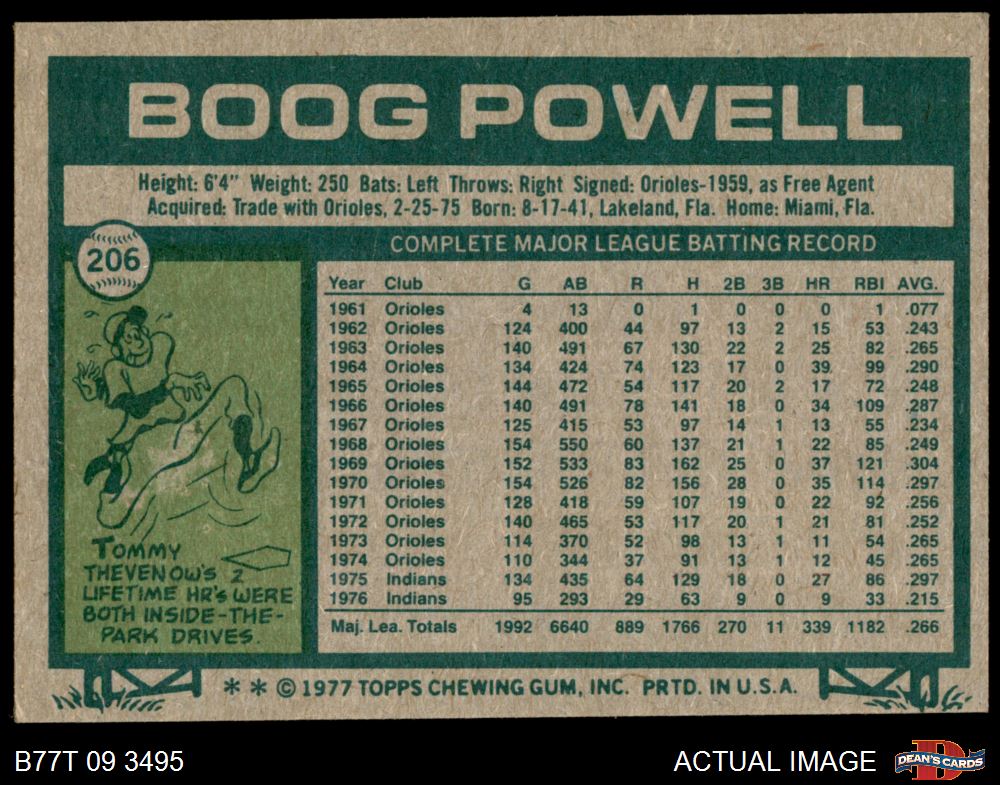 BOOG POWELL
Height: 6'4" Weight: 250 Bats: Left Throws: Right Signed: Orioles-1959, as Free Agent
Acquired: Trade with Orioles, 2-25-75 Born: 8-17-41, Lakeland, Fla. Home: Miami, Fla.
206
COMPLETE MAJOR LEAGUE BATTING RECORD
Year Club G AB R H 2B 3B HR RBI AVG.
1961 Orioles 4 13 0 1 0 0 0 1 .077
1962 Orioles 124 400 44 97 13 2 15 53 .243
1963 Orioles 140 491 67 130 22 2 25 82 .265
1964 Orioles 134 424 74 123 17 0 39 99 .290
1965 Orioles 144 472 54 117 20 2 17 72 .248
1966 Orioles 140 491 78 141 18 0 34 109 .287
1967 Orioles 125 415 53 97 14 1 13 55 .234
1968 Orioles 154 550 60 137 21 1 22 85 .249
1969 Orioles 152 533 83 162 25 0 37 121 .304
1970 Orioles 154 526 82 156 28 0 35 114 .297
1971 Orioles 128 418 59 107 19 0 22 92 .256
1972 Orioles 140 465 53 117 20 1 21 81 .252
1973 Orioles 114 370 52 98 13 1 11 54 .265
1974 Orioles 110 344 37 91 13 1 12 45 .265
1975 Indians 134 435 64 129 18 0 27 86 .297
1976 Indians 95 293 29 63 9 0 9 33 .215
Maj. Lea. Totals 1992 6640 889 1766 270 11 339 1182 .266
TOMMY
THEVENOW'S 2
LIFETIME HR'S WERE
BOTH INSIDE-THE-
PARK DRIVES.
** © 1977 TOPPS CHEWING GUM, INC. PRTD. IN U.S.A.
B77T 09 3495
ACTUAL IMAGE
D
DEAN'S CARDS